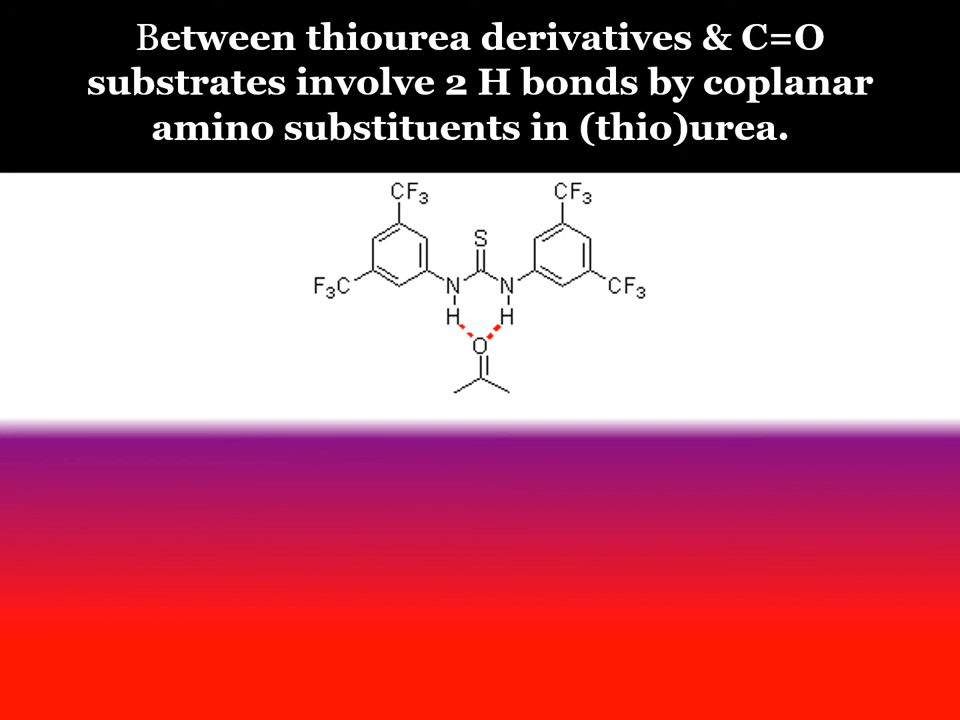 Between thiourea derivatives & C=O
substrates involve 2 H bonds by coplanar
amino substituents in (thio)urea.
CF₃ CF₃
S
F₃C N N CF₃
H H
O